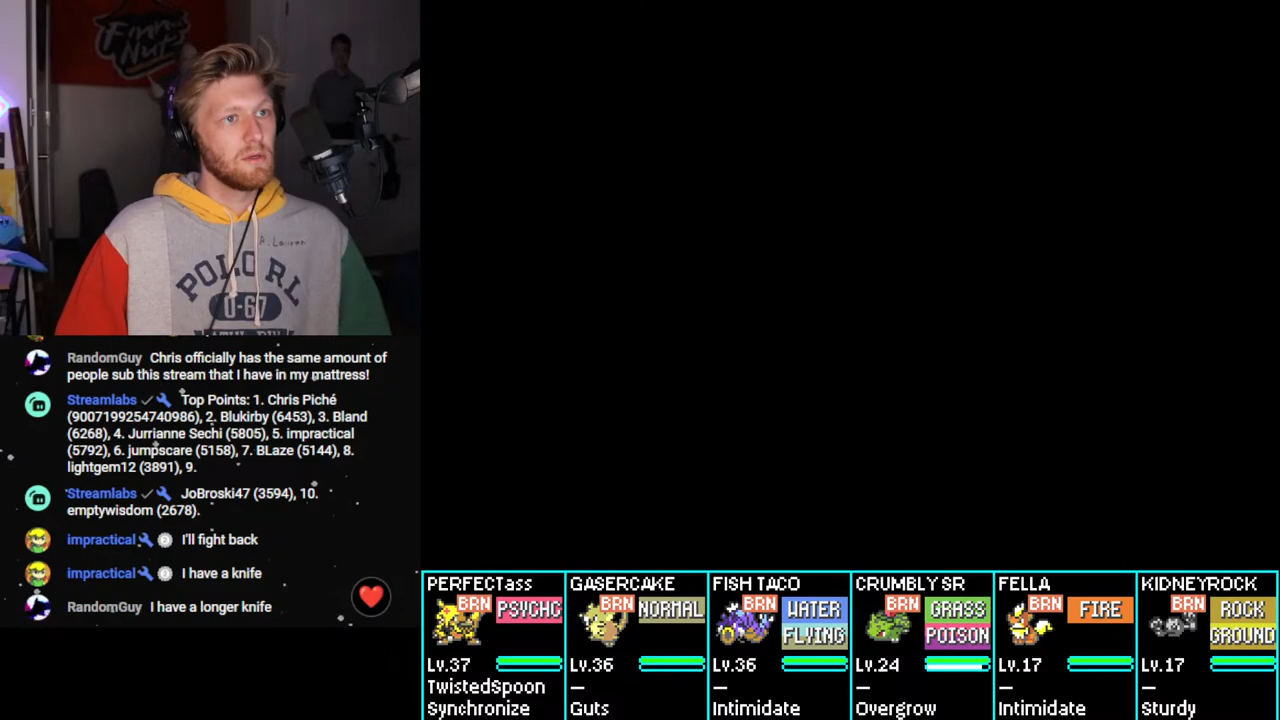 Finn
Nuts
A. Lauren
POLO RL
U-67
RandomGuy Chris officially has the same amount of
people sub this stream that I have in my mattress!
Streamlabs Top Points: 1. Chris Piché
(9007199254740986), 2. Blukirby (6453), 3. Bland
(6268), 4. Jurrianne Sechi (5805), 5. impractical
(5792), 6. jumpscare (5158), 7. BLaze (5144), 8.
lightgem12 (3891), 9.
Streamlabs JoBroski47 (3594), 10.
emptywisdom (2678).
impractical I'll fight back
impractical I have a knife
RandomGuy I have a longer knife
PERFECTass GASERCAKE FISH TACO CRUMBLY SR FELLA KIDNEYROCK
BRN PSYCHC BRN NORMAL BRN WATER BRN GRASS BRN FIRE BRN ROCK
FLYING POISON GROUND
Lv.37 Lv.36 Lv.36 Lv.24 Lv.17 Lv.17
TwistedSpoon — — — — —
Synchronize Guts Intimidate Overgrow Intimidate Sturdy